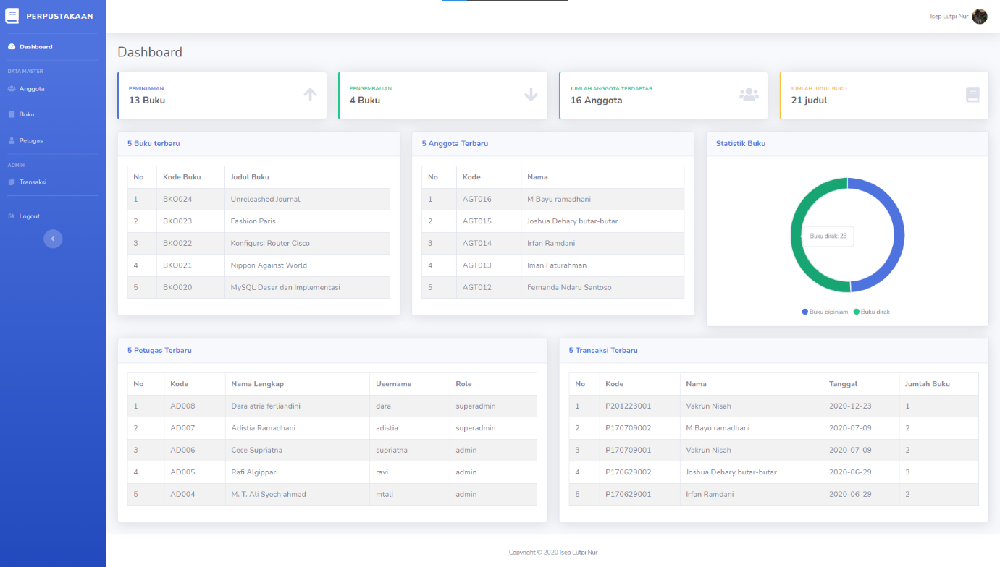 PERPUSTAKAAN
Dashboard
DATA MASTER
Anggota
Buku
Petugas
ADMIN
Transaksi
Logout
Isep Lutpi Nur
Dashboard
PEMINJAMAN
13 Buku
PENGEMBALIAN
4 Buku
JUMLAH ANGGOTA TERDAFTAR
16 Anggota
JUMLAH JUDUL BUKU
21 judul
5 Buku terbaru
No Kode Buku Judul Buku
1 BKO024 Unreleashed Journal
2 BKO023 Fashion Paris
3 BKO022 Konfigursi Router Cisco
4 BKO021 Nippon Against World
5 BKO020 MySQL Dasar dan Implementasi
5 Anggota Terbaru
No Kode Nama
1 AGT016 M Bayu ramadhani
2 AGT015 Joshua Dehary butar-butar
3 AGT014 Irfan Ramdani
4 AGT013 Iman Faturahman
5 AGT012 Fernanda Ndaru Santoso
Statistik Buku
Buku dirak: 28
Buku dipinjam Buku dirak
5 Petugas Terbaru
No Kode Nama Lengkap Username Role
1 AD008 Dara atria ferliandini dara superadmin
2 AD007 Adistia Ramadhani adistia superadmin
3 AD006 Cece Supriatna supriatna admin
4 AD005 Rafi Algippari ravi admin
5 AD004 M. T. Ali Syech ahmad mtali admin
5 Transaksi Terbaru
No Kode Nama Tanggal Jumlah Buku
1 P201223001 Vakrun Nisah 2020-12-23 1
2 P170709002 M Bayu ramadhani 2020-07-09 2
3 P170709001 Vakrun Nisah 2020-07-09 2
4 P170629002 Joshua Dehary butar-butar 2020-06-29 3
5 P170629001 Irfan Ramdani 2020-06-29 2
Copyright © 2020 Isep Lutpi Nur